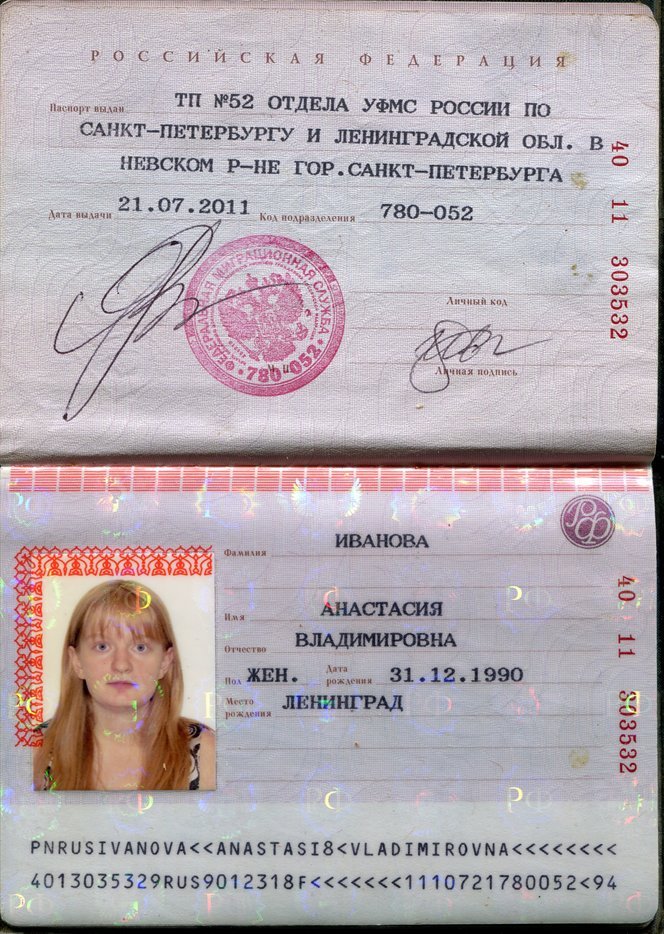 РОССИЙСКАЯ ФЕДЕРАЦИЯ
Паспорт выдан ТП №52 ОТДЕЛА УФМС РОССИИ ПО
САНКТ-ПЕТЕРБУРГУ И ЛЕНИНГРАДСКОЙ ОБЛ. В
НЕВСКОМ Р-НЕ ГОР.САНКТ-ПЕТЕРБУРГА
Дата выдачи 21.07.2011 Код подразделения 780-052
40 11 303532
ФЕДЕРАЛЬНАЯ МИГРАЦИОННАЯ СЛУЖБА
780-052
Личный код
Личная подпись
РФ
Фамилия ИВАНОВА
Имя АНАСТАСИЯ
Отчество ВЛАДИМИРОВНА
Пол ЖЕН. Дата рождения 31.12.1990
Место рождения ЛЕНИНГРАД
40 11 303532
PNRUSIVANOVA<<ANASTASI8<VLADIMIROVNA<<<<<<<<
4013035329RUS9012318F<<<<<<<1110721780052<94